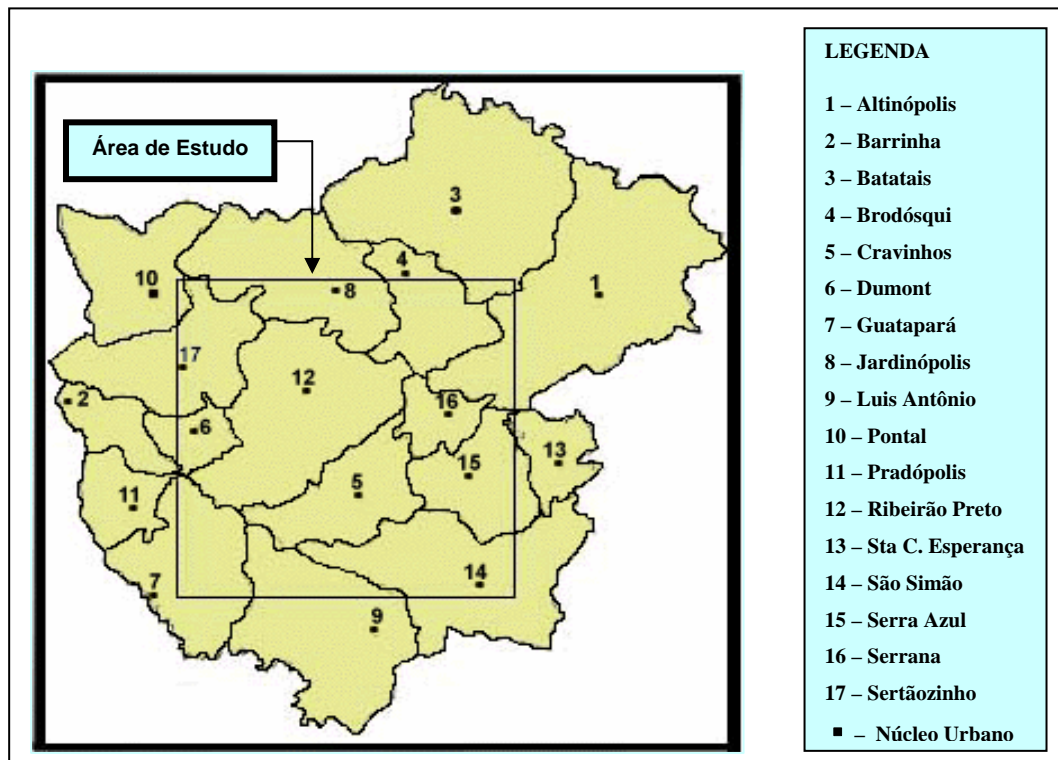 Área de Estudo
3
4
10
8
1
17
12
2
16
6
13
15
5
11
14
7
9
LEGENDA
1 – Altinópolis
2 – Barrinha
3 – Batatais
4 – Brodósqui
5 – Cravinhos
6 – Dumont
7 – Guatapará
8 – Jardinópolis
9 – Luis Antônio
10 – Pontal
11 – Pradópolis
12 – Ribeirão Preto
13 – Sta C. Esperança
14 – São Simão
15 – Serra Azul
16 – Serrana
17 – Sertãozinho
– Núcleo Urbano